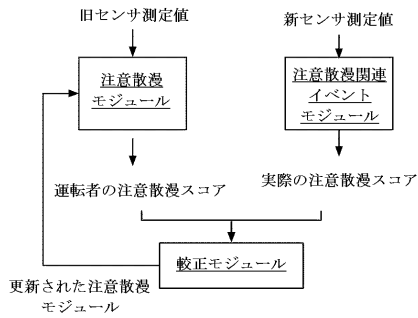 旧センサ測定値
新センサ測定値
注意散漫
モジュール
注意散漫関連
イベント
モジュール
運転者の注意散漫スコア
実際の注意散漫スコア
較正モジュール
更新された注意散漫
モジュール